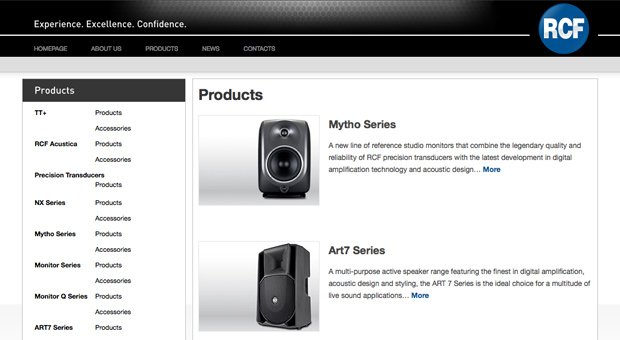 Experience. Excellence. Confidence.
RCF
HOMEPAGE ABOUT US PRODUCTS NEWS CONTACTS
Products
TT+ Products
Accessories
RCF Acustica Products
Accessories
Precision Transducers
Products
NX Series Products
Accessories
Mytho Series Products
Accessories
Monitor Series Products
Accessories
Monitor Q Series Products
Accessories
ART7 Series Products
Products
Mytho Series
A new line of reference studio monitors that combine the legendary quality and
reliability of RCF precision transducers with the latest development in digital
amplification technology and acoustic design... More
Art7 Series
A multi-purpose active speaker range featuring the finest in digital amplification,
acoustic design and styling, the ART 7 Series is the ideal choice for a multitude of
live sound applications... More